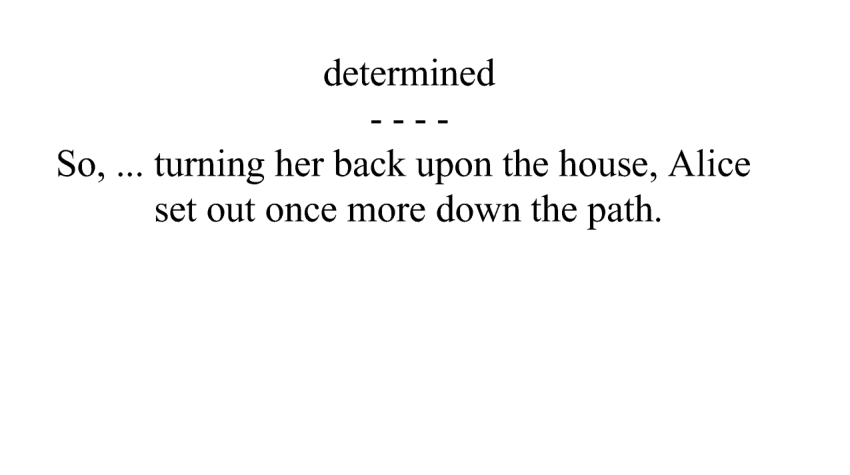 determined
- - - -
So, ... turning her back upon the house, Alice
set out once more down the path.